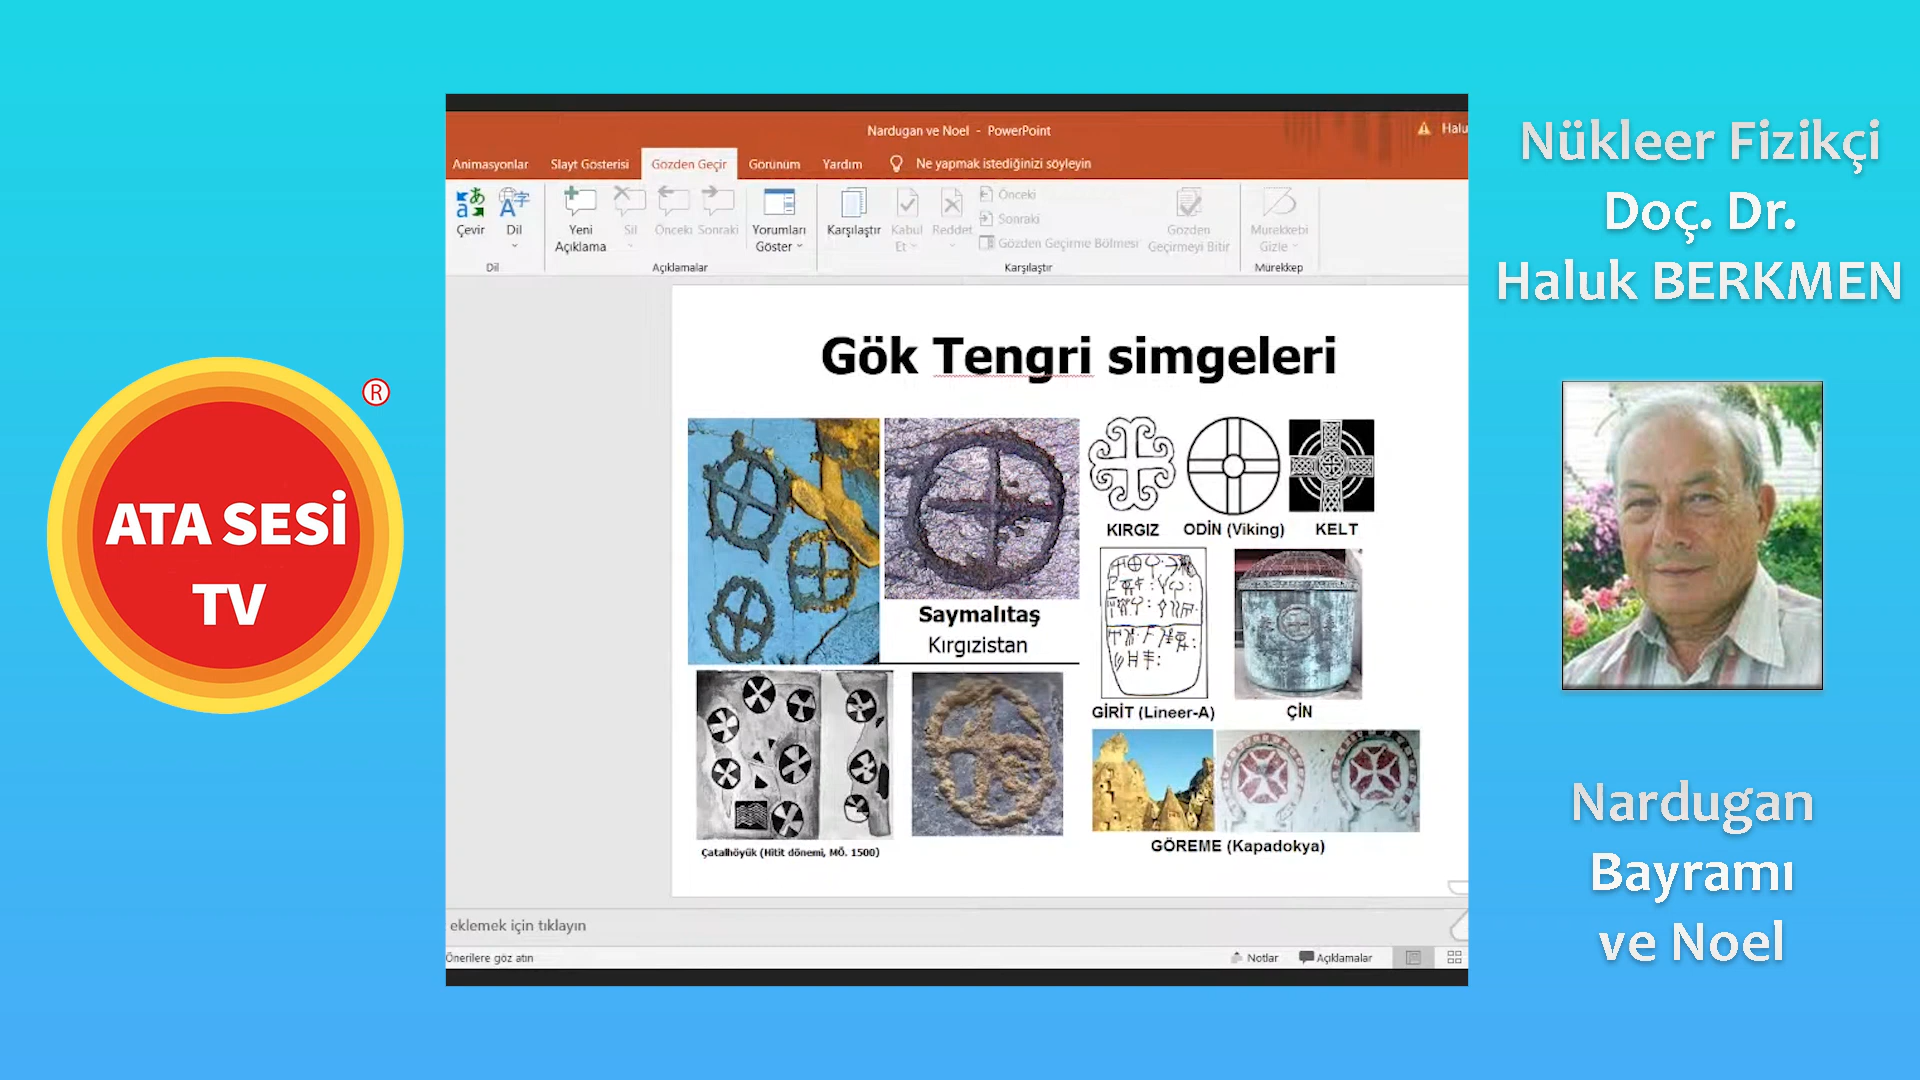 ATA SESİ
TV
®
Nardugan ve Noel - PowerPoint
Halu
Animasyonlar Slayt Gösterisi Gözden Geçir Görünüm Yardım Ne yapmak istediğinizi söyleyin
Çevir
Dil
Dil
Yeni
Açıklama
Sil
Önceki
Sonraki
Yorumları
Göster
Açıklamalar
Karşılaştır
Kabul
Et
Reddet
Önceki
Sonraki
Gözden Geçirme Bölmesi
Gözden
Geçirmeyi Bitir
Karşılaştır
Mürekkebi
Gizle
Mürekkep
Gök Tengri simgeleri
Saymalıtaş
Kırgızistan
KIRGIZ
ODİN (Viking)
KELT
GİRİT (Lineer-A)
ÇİN
Çatalhöyük (Hitit dönemi, MÖ. 1500)
GÖREME (Kapadokya)
eklemek için tıklayın
Önerilere göz atın
Notlar
Açıklamalar
Nükleer Fizikçi
Doç. Dr.
Haluk BERKMEN
Nardugan
Bayramı
ve Noel